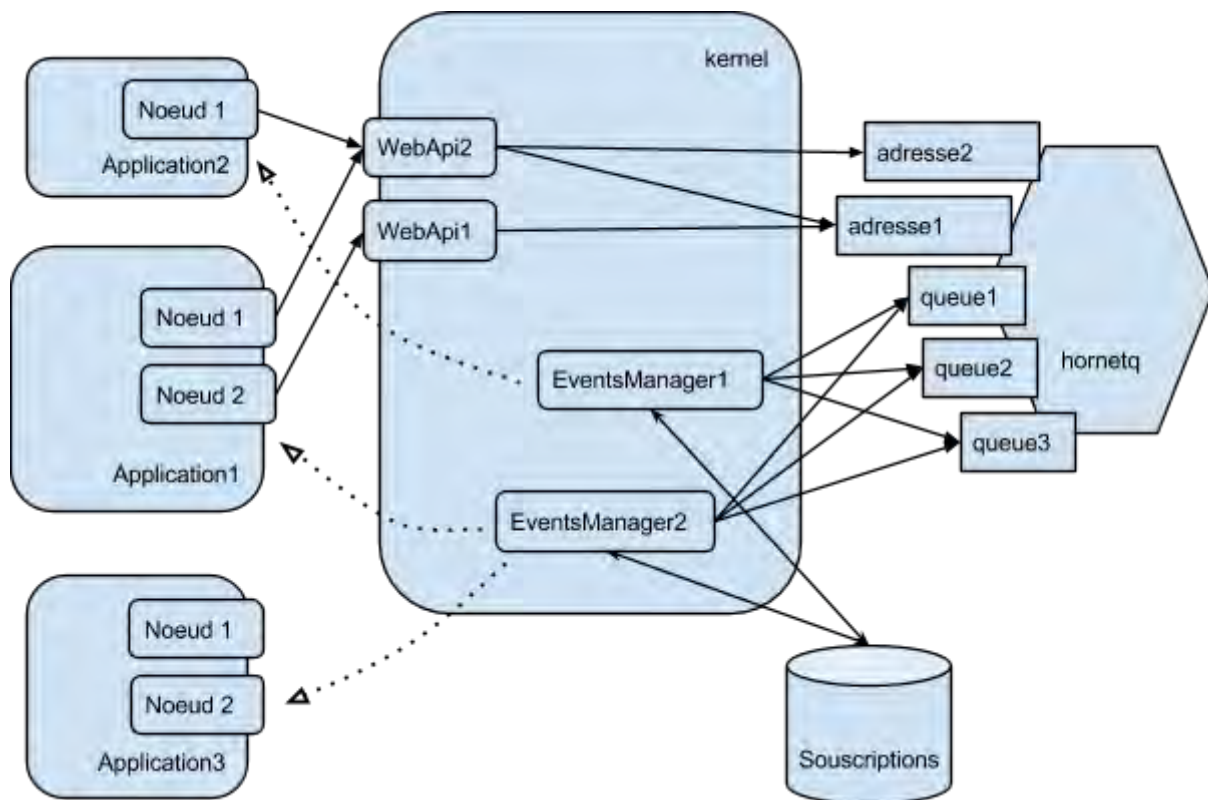 kernel
Noeud 1
Application2
WebApi2
adresse2
WebApi1
adresse1
Noeud 1
queue1
Noeud 2
EventsManager1
queue2
hornetq
Application1
queue3
EventsManager2
Noeud 1
Noeud 2
Application3
Souscriptions